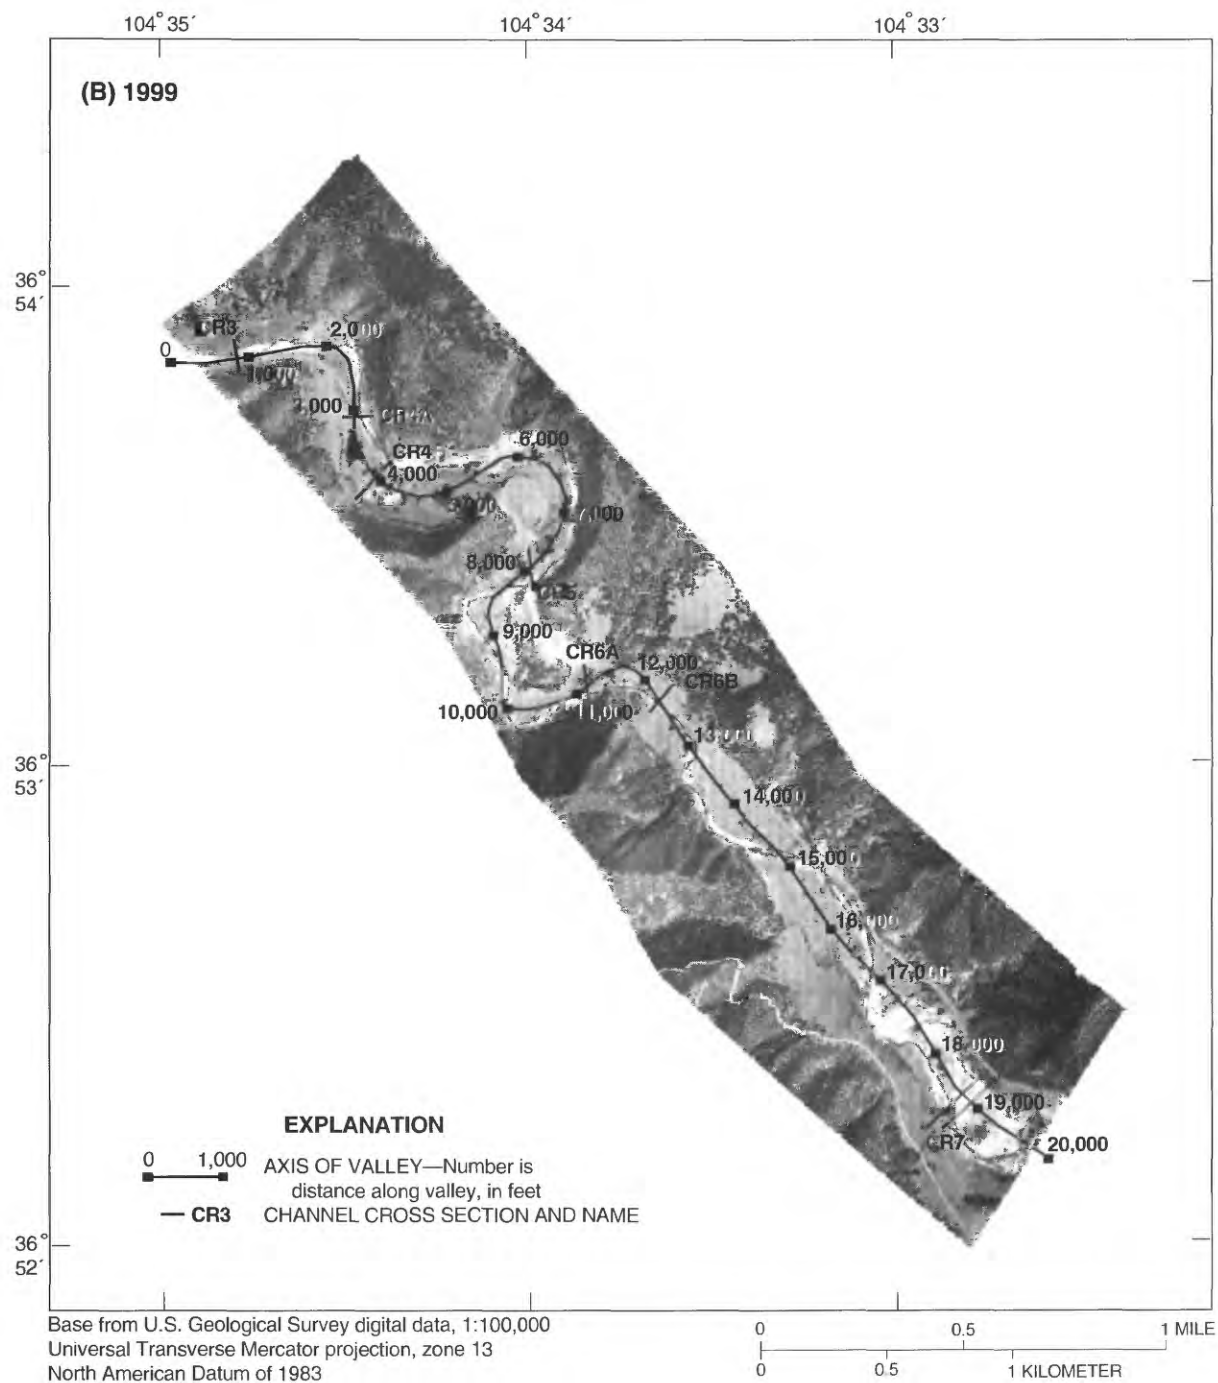 104°35´ 104°34´ 104°33´
(B) 1999
36°
54´
CR3
0
2,000
1,000
3,000
CR4A
CR4
4,000
6,000
5,000
7,000
8,000
CR5
9,000
CR6A
12,000
CR6B
10,000
11,000
36°
53´
13,000
14,000
15,000
16,000
17,000
18,000
19,000
CR7
20,000
EXPLANATION
0 1,000 AXIS OF VALLEY—Number is
distance along valley, in feet
CR3 CHANNEL CROSS SECTION AND NAME
36°
52´
Base from U.S. Geological Survey digital data, 1:100,000
Universal Transverse Mercator projection, zone 13
North American Datum of 1983
0 0.5 1 MILE
0 0.5 1 KILOMETER